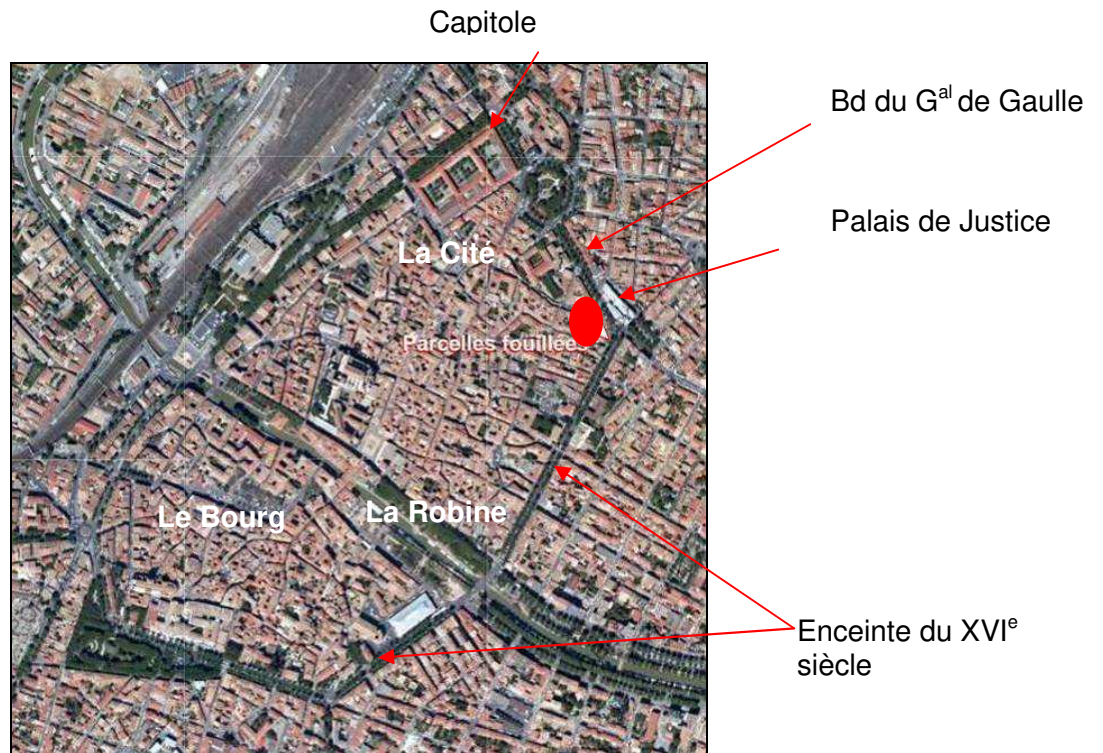 Capitole
Bd du Gal de Gaulle
Palais de Justice
La Cité
Parcelles fouillées
Le Bourg
La Robine
Enceinte du XVIe
siècle